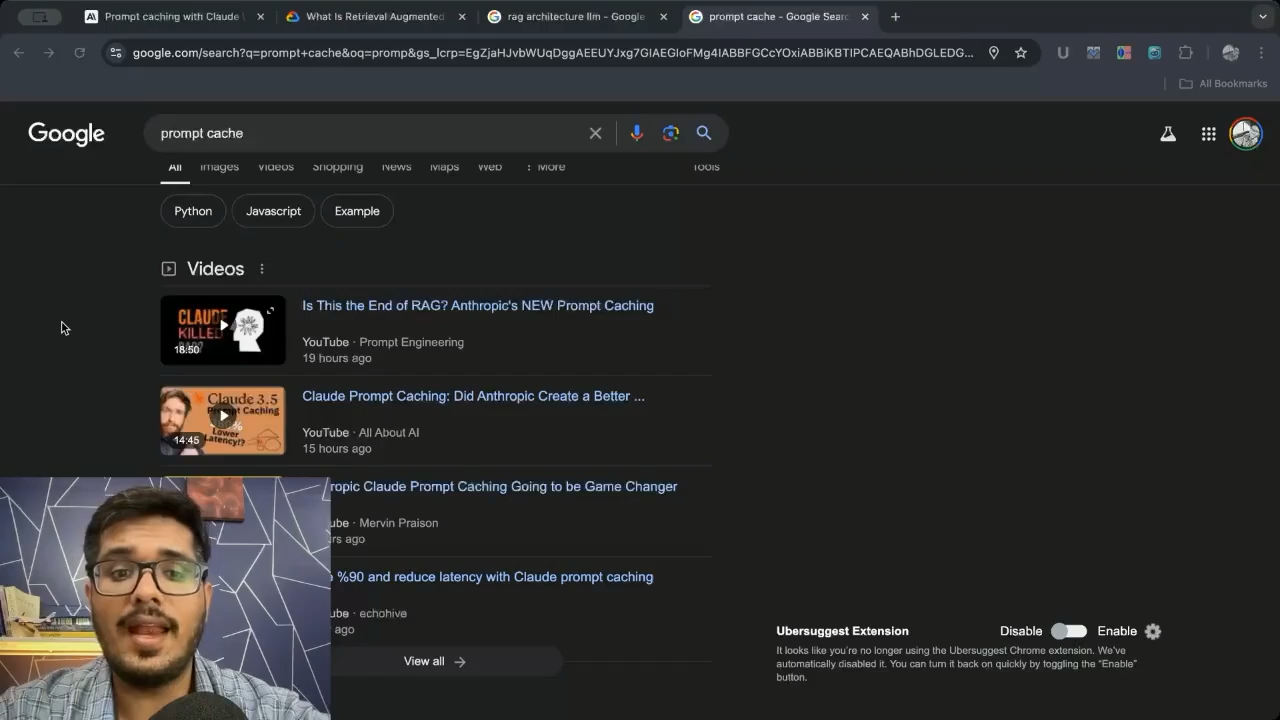 Prompt caching with Claude
What Is Retrieval Augmented
rag architecture llm - Google
prompt cache - Google Searc
google.com/search?q=prompt+cache&oq=promp&gs_lcrp=EgZjaHJvbWUqDggAEEUYJxg7GIAEGIoFMg4IABBFGCcYOxiABBiKBTIPCAEQABhDGLEDG...
All Bookmarks
Google
prompt cache
All Images Videos Shopping News Maps Web More Tools
Python Javascript Example
Videos
CLAUDE
KILLED
18:50
Is This the End of RAG? Anthropic's NEW Prompt Caching
YouTube · Prompt Engineering
19 hours ago
Claude 3.5
Prompt Caching
Lower
Latency!?
14:45
Claude Prompt Caching: Did Anthropic Create a Better ...
YouTube · All About AI
15 hours ago
ropic Claude Prompt Caching Going to be Game Changer
ube · Mervin Praison
rs ago
%90 and reduce latency with Claude prompt caching
ube · echohive
ago
View all
Ubersuggest Extension
Disable Enable
It looks like you're no longer using the Ubersuggest Chrome extension. We've
automatically disabled it. You can turn it back on quickly by toggling the "Enable"
button.